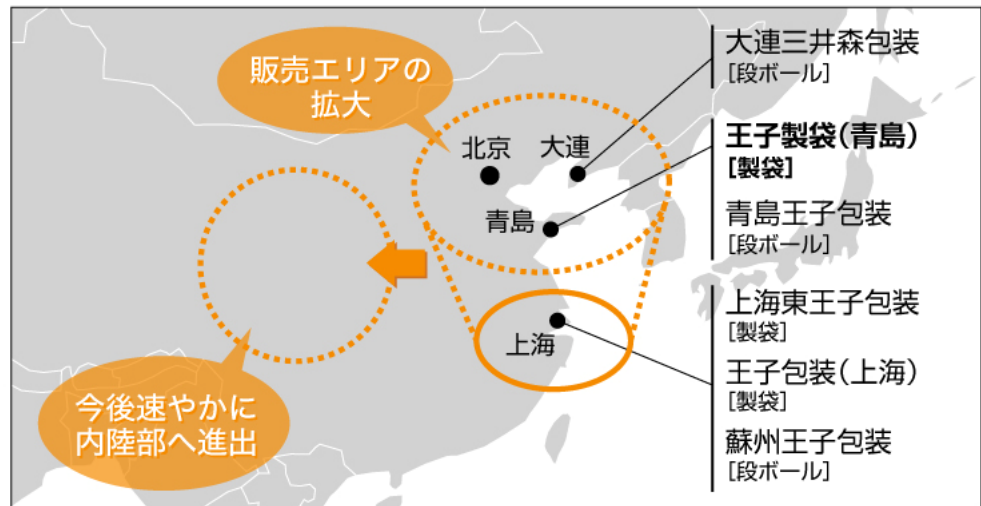 販売エリアの
拡大
北京
大連
青島
上海
今後速やかに
内陸部へ進出
大連三井森包装
[段ボール]
王子製袋(青島)
[製袋]
青島王子包装
[段ボール]
上海東王子包装
[製袋]
王子包装(上海)
[製袋]
蘇州王子包装
[段ボール]